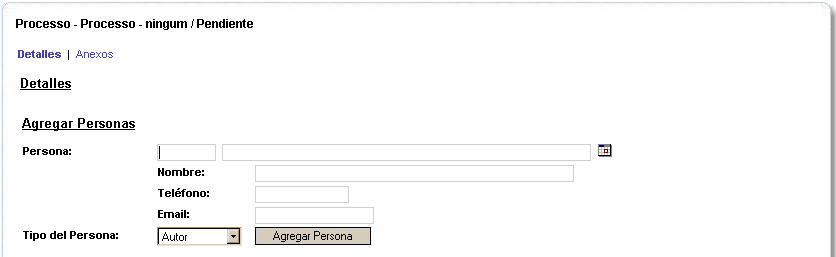 Processo - Processo - ningum / Pendiente
Detalles | Anexos
Detalles
Agregar Personas
Persona:
Nombre:
Teléfono:
Email:
Tipo del Persona: Autor Agregar Persona